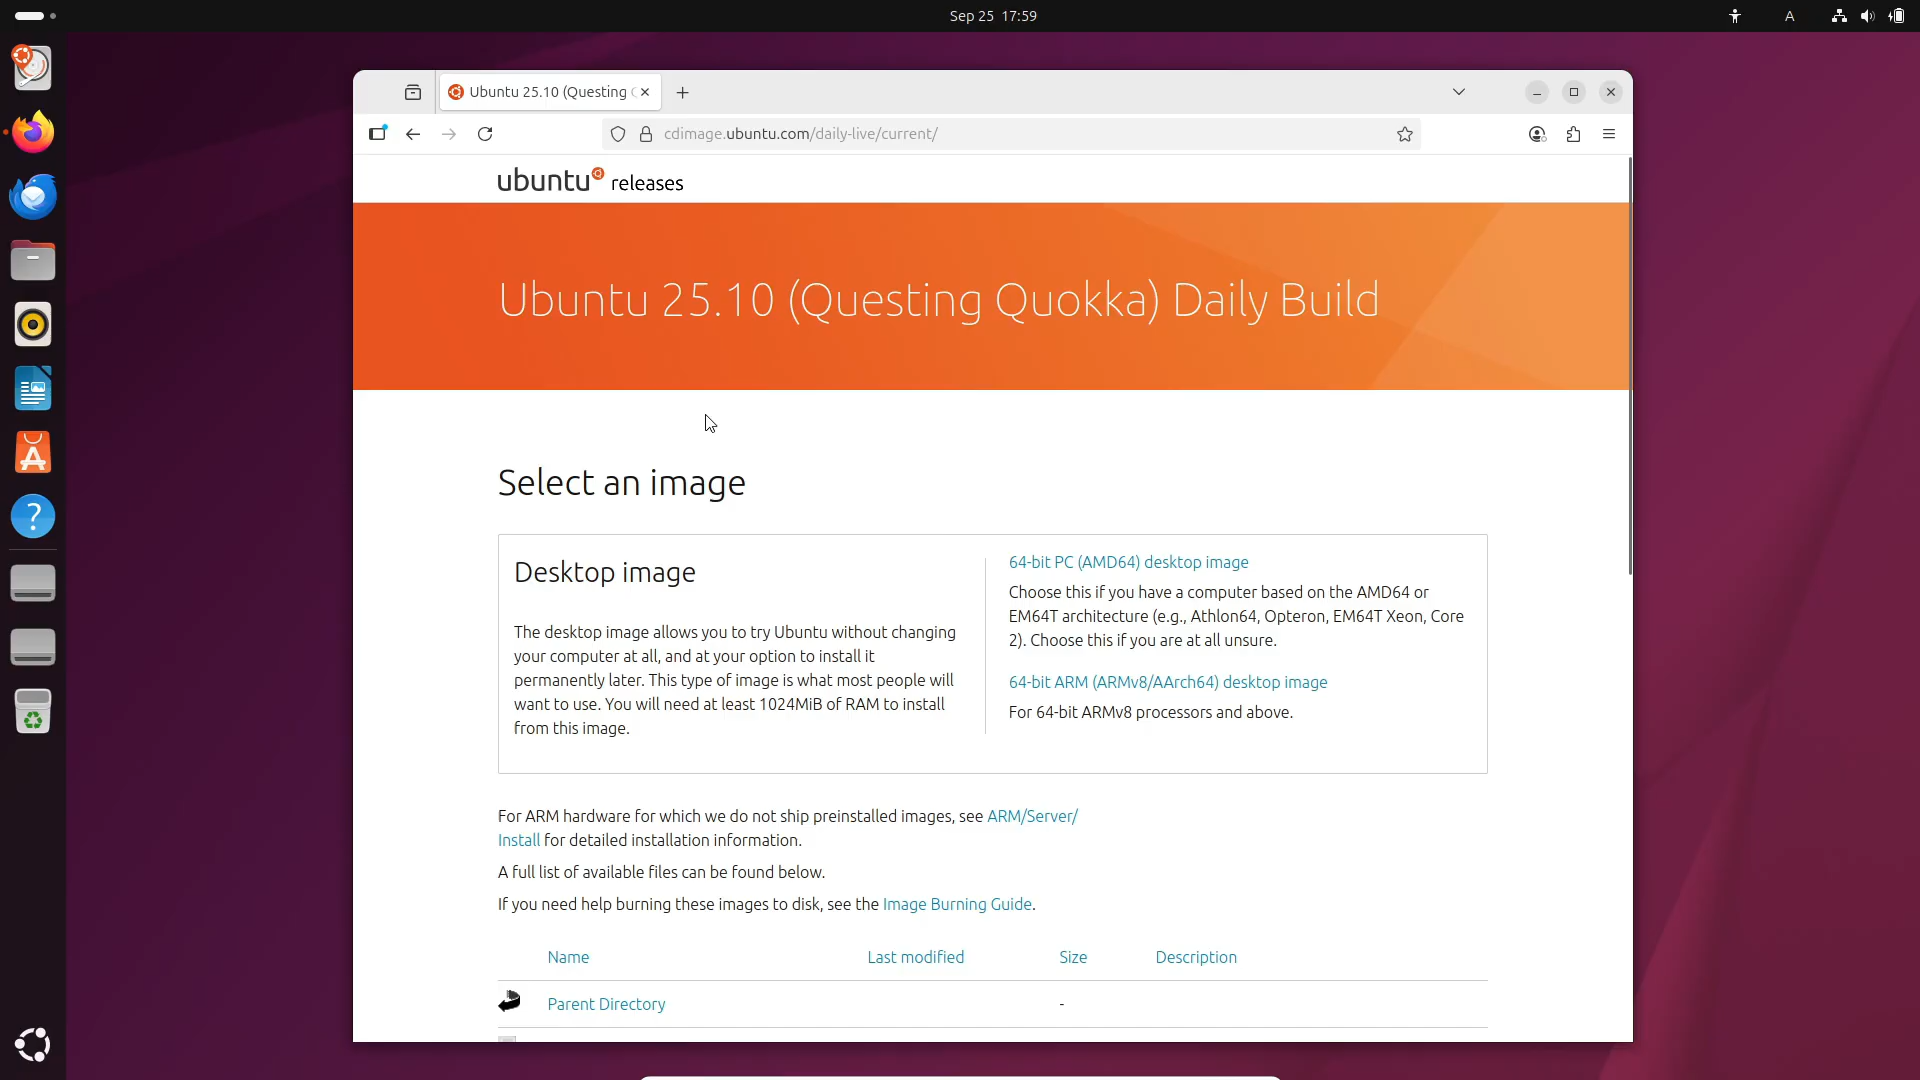 Sep 25 17:59
A
Ubuntu 25.10 (Questing
cdimage.ubuntu.com/daily-live/current/
ubuntu releases
Ubuntu 25.10 (Questing Quokka) Daily Build
Select an image
Desktop image
The desktop image allows you to try Ubuntu without changing
your computer at all, and at your option to install it
permanently later. This type of image is what most people will
want to use. You will need at least 1024MiB of RAM to install
from this image.
64-bit PC (AMD64) desktop image
Choose this if you have a computer based on the AMD64 or
EM64T architecture (e.g., Athlon64, Opteron, EM64T Xeon, Core
2). Choose this if you are at all unsure.
64-bit ARM (ARMv8/AArch64) desktop image
For 64-bit ARMv8 processors and above.
For ARM hardware for which we do not ship preinstalled images, see ARM/Server/
Install for detailed installation information.
A full list of available files can be found below.
If you need help burning these images to disk, see the Image Burning Guide.
Name Last modified Size Description
Parent Directory -